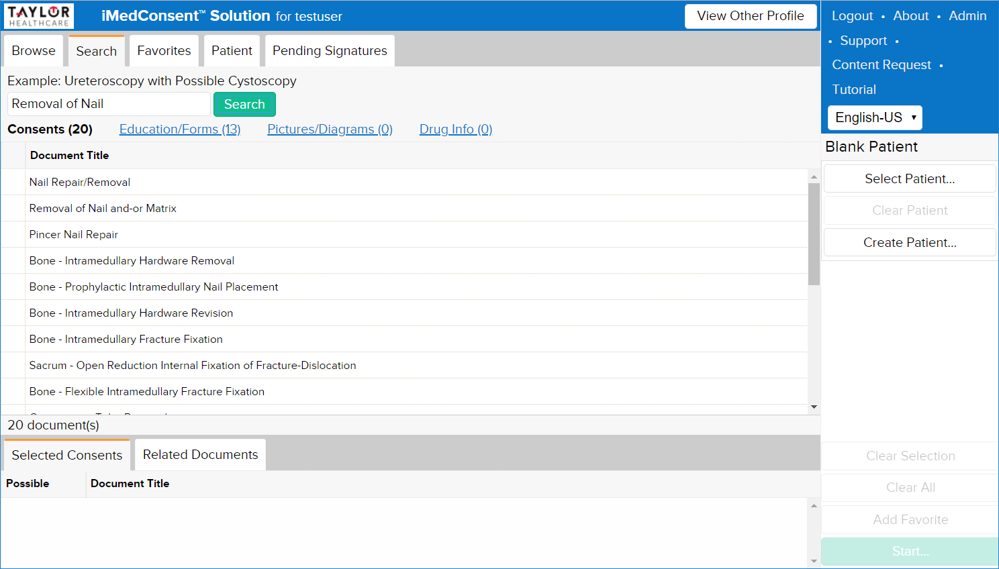 TAYLOR
HEALTHCARE
iMedConsent™ Solution for testuser
View Other Profile
Logout • About • Admin
• Support •
Content Request •
Tutorial
English-US
Browse
Search
Favorites
Patient
Pending Signatures
Example: Ureteroscopy with Possible Cystoscopy
Removal of Nail
Search
Consents (20)
Education/Forms (13)
Pictures/Diagrams (0)
Drug Info (0)
Document Title
Nail Repair/Removal
Removal of Nail and-or Matrix
Pincer Nail Repair
Bone - Intramedullary Hardware Removal
Bone - Prophylactic Intramedullary Nail Placement
Bone - Intramedullary Hardware Revision
Bone - Intramedullary Fracture Fixation
Sacrum - Open Reduction Internal Fixation of Fracture-Dislocation
Bone - Flexible Intramedullary Fracture Fixation
20 document(s)
Selected Consents
Related Documents
Possible
Document Title
Blank Patient
Select Patient...
Clear Patient
Create Patient...
Clear Selection
Clear All
Add Favorite
Start...